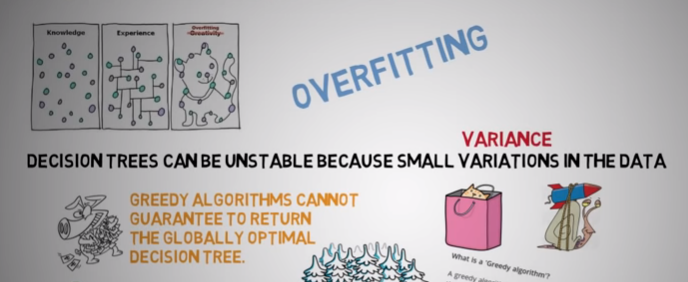 Knowledge
Experience
Overfitting
Creativity
OVERFITTING
VARIANCE
DECISION TREES CAN BE UNSTABLE BECAUSE SMALL VARIATIONS IN THE DATA
GREEDY ALGORITHMS CANNOT
GUARANTEE TO RETURN
THE GLOBALLY OPTIMAL
DECISION TREE.
What is a 'Greedy algorithm'?
A greedy